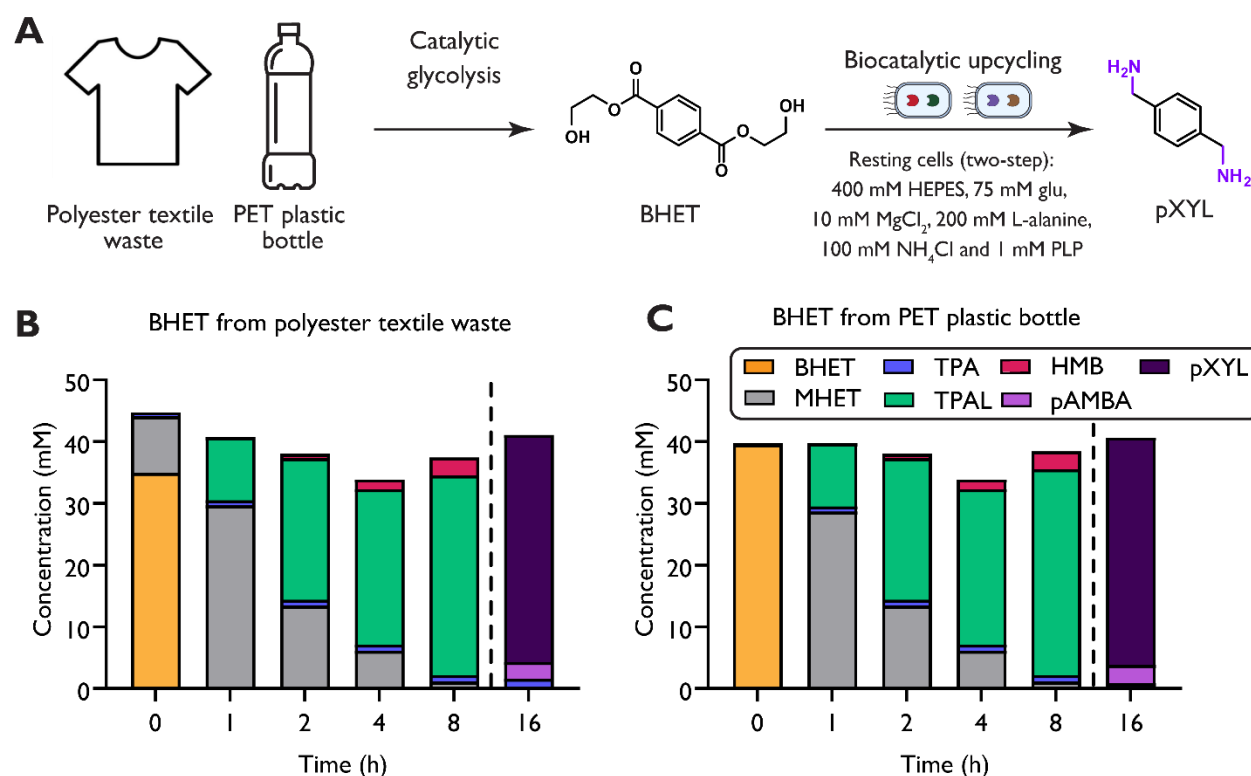 A
Polyester textile
waste
PET plastic
bottle
Catalytic
glycolysis
O
O
OH
O
O
OH
BHET
Biocatalytic upcycling
Resting cells (two-step):
400 mM HEPES, 75 mM glu,
10 mM MgCl2, 200 mM L-alanine,
100 mM NH4Cl and 1 mM PLP
H2N
NH2
pXYL
B
BHET from polyester textile waste
Concentration (mM)
50
40
30
20
10
0
0 1 2 4 8 16
Time (h)
C
BHET from PET plastic bottle
BHET TPA HMB pXYL
MHET TPAL pAMBA
Concentration (mM)
50
40
30
20
10
0
0 1 2 4 8 16
Time (h)